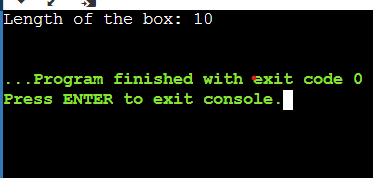 Length of the box: 10
...Program finished with exit code 0
Press ENTER to exit console.